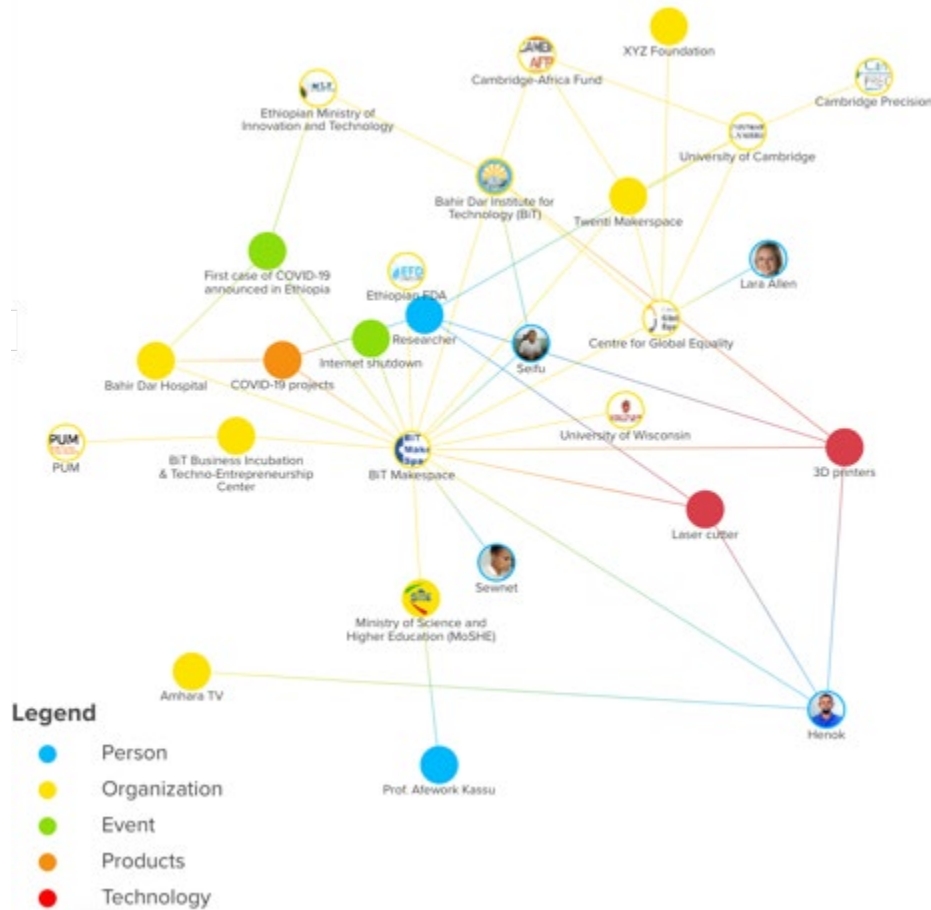 XYZ Foundation
Cambridge-Africa Fund
Cambridge Precision
Ethiopian Ministry of
Innovation and Technology
University of Cambridge
Bahir Dar Institute for
Technology (BiT)
Twenti Makerspace
First case of COVID-19
announced in Ethiopia
Lara Allen
Ethiopian FDA
Researcher
Centre for Global Equality
Internet shutdown
Seifu
Bahir Dar Hospital
COVID-19 projects
University of Wisconsin
PUM
PUM
BiT Business Incubation
& Techno-Entrepreneurship
Center
BiT Makespace
3D printers
Laser cutter
Sewnet
Ministry of Science and
Higher Education (MoSHE)
Amhara TV
Henok
Prof. Afework Kassu
Legend
Person
Organization
Event
Products
Technology